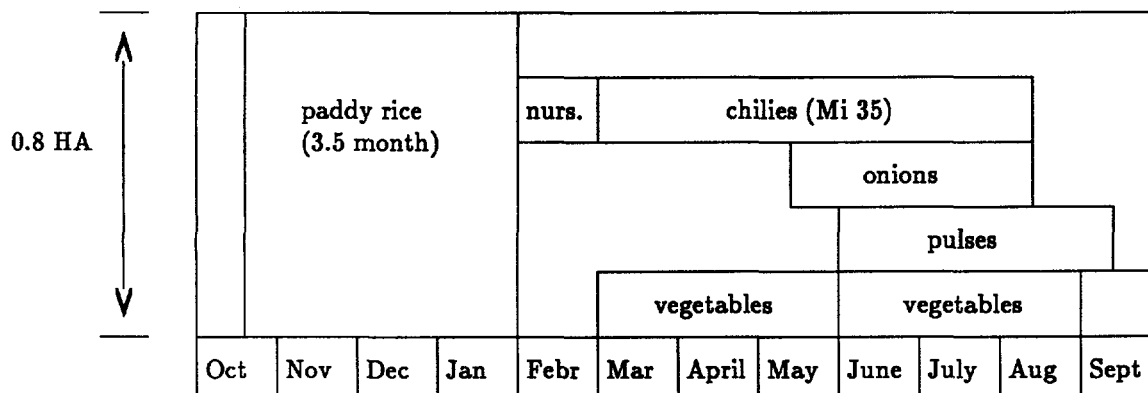 paddy rice
(3.5 month)
nurs.
chilies (Mi 35)
0.8 HA
onions
pulses
vegetables
vegetables
Oct
Nov
Dec
Jan
Febr
Mar
April
May
June
July
Aug
Sept